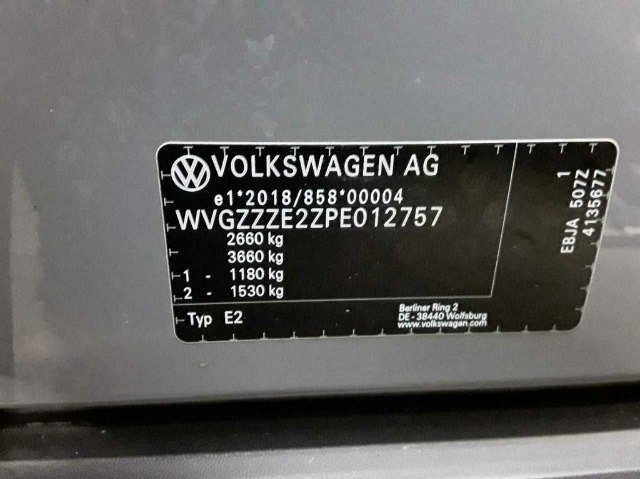 VOLKSWAGEN AG
e1*2018/858*00004
WVGZZZE2ZPE012757
2660 kg
3660 kg
1 - 1180 kg
2 - 1530 kg
Typ E2
Berliner Ring 2
DE - 38440 Wolfsburg
www.volkswagen.com
1
EBJA 507Z
4135677